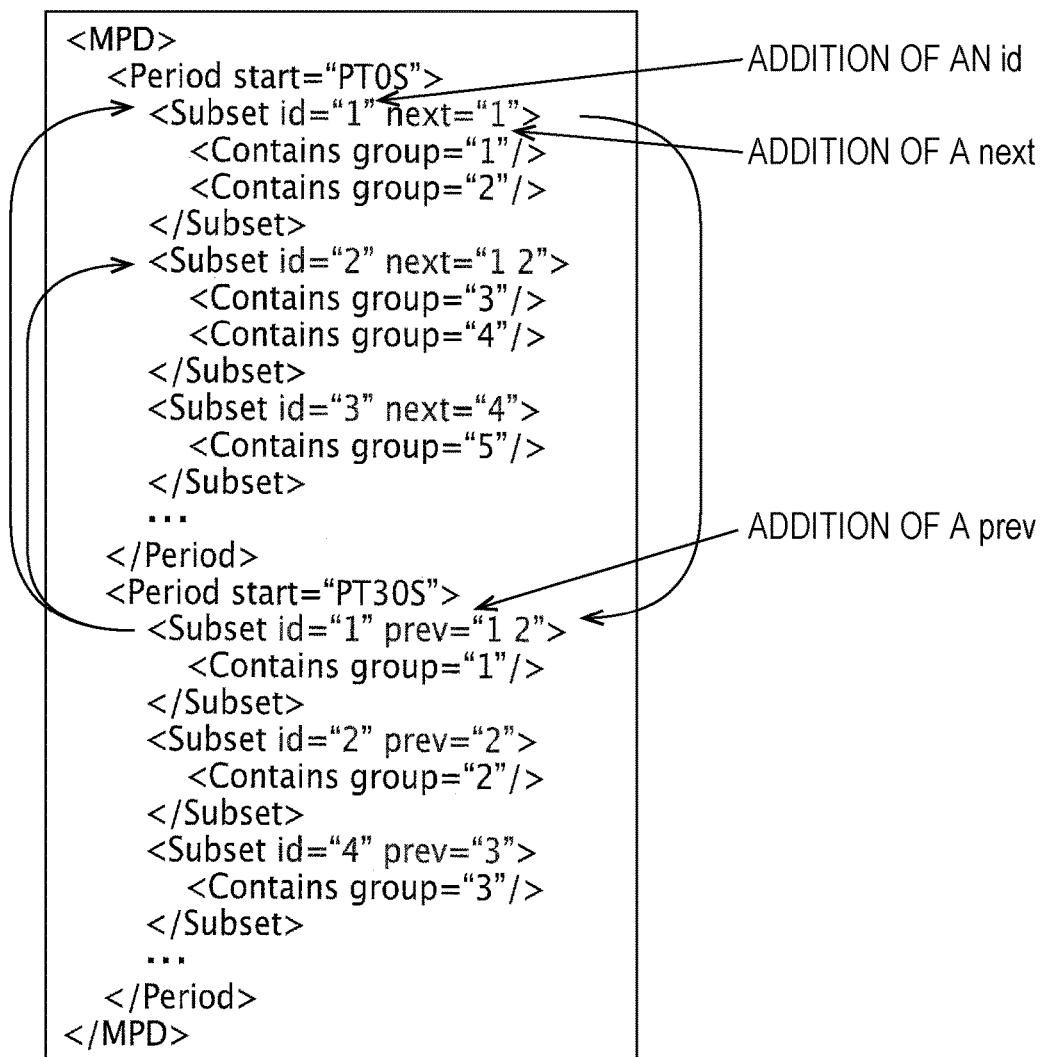 <MPD>
<Period start=“PT0S”>
<Subset id=“1” next=“1”>
<Contains group=“1”/>
<Contains group=“2”/>
</Subset>
<Subset id=“2” next=“1 2”>
<Contains group=“3”/>
<Contains group=“4”/>
</Subset>
<Subset id=“3” next=“4”>
<Contains group=“5”/>
</Subset>
...
</Period>
<Period start=“PT30S”>
<Subset id=“1” prev=“1 2”>
<Contains group=“1”/>
</Subset>
<Subset id=“2” prev=“2”>
<Contains group=“2”/>
</Subset>
<Subset id=“4” prev=“3”>
<Contains group=“3”/>
</Subset>
...
</Period>
</MPD>
ADDITION OF AN id
ADDITION OF A next
ADDITION OF A prev